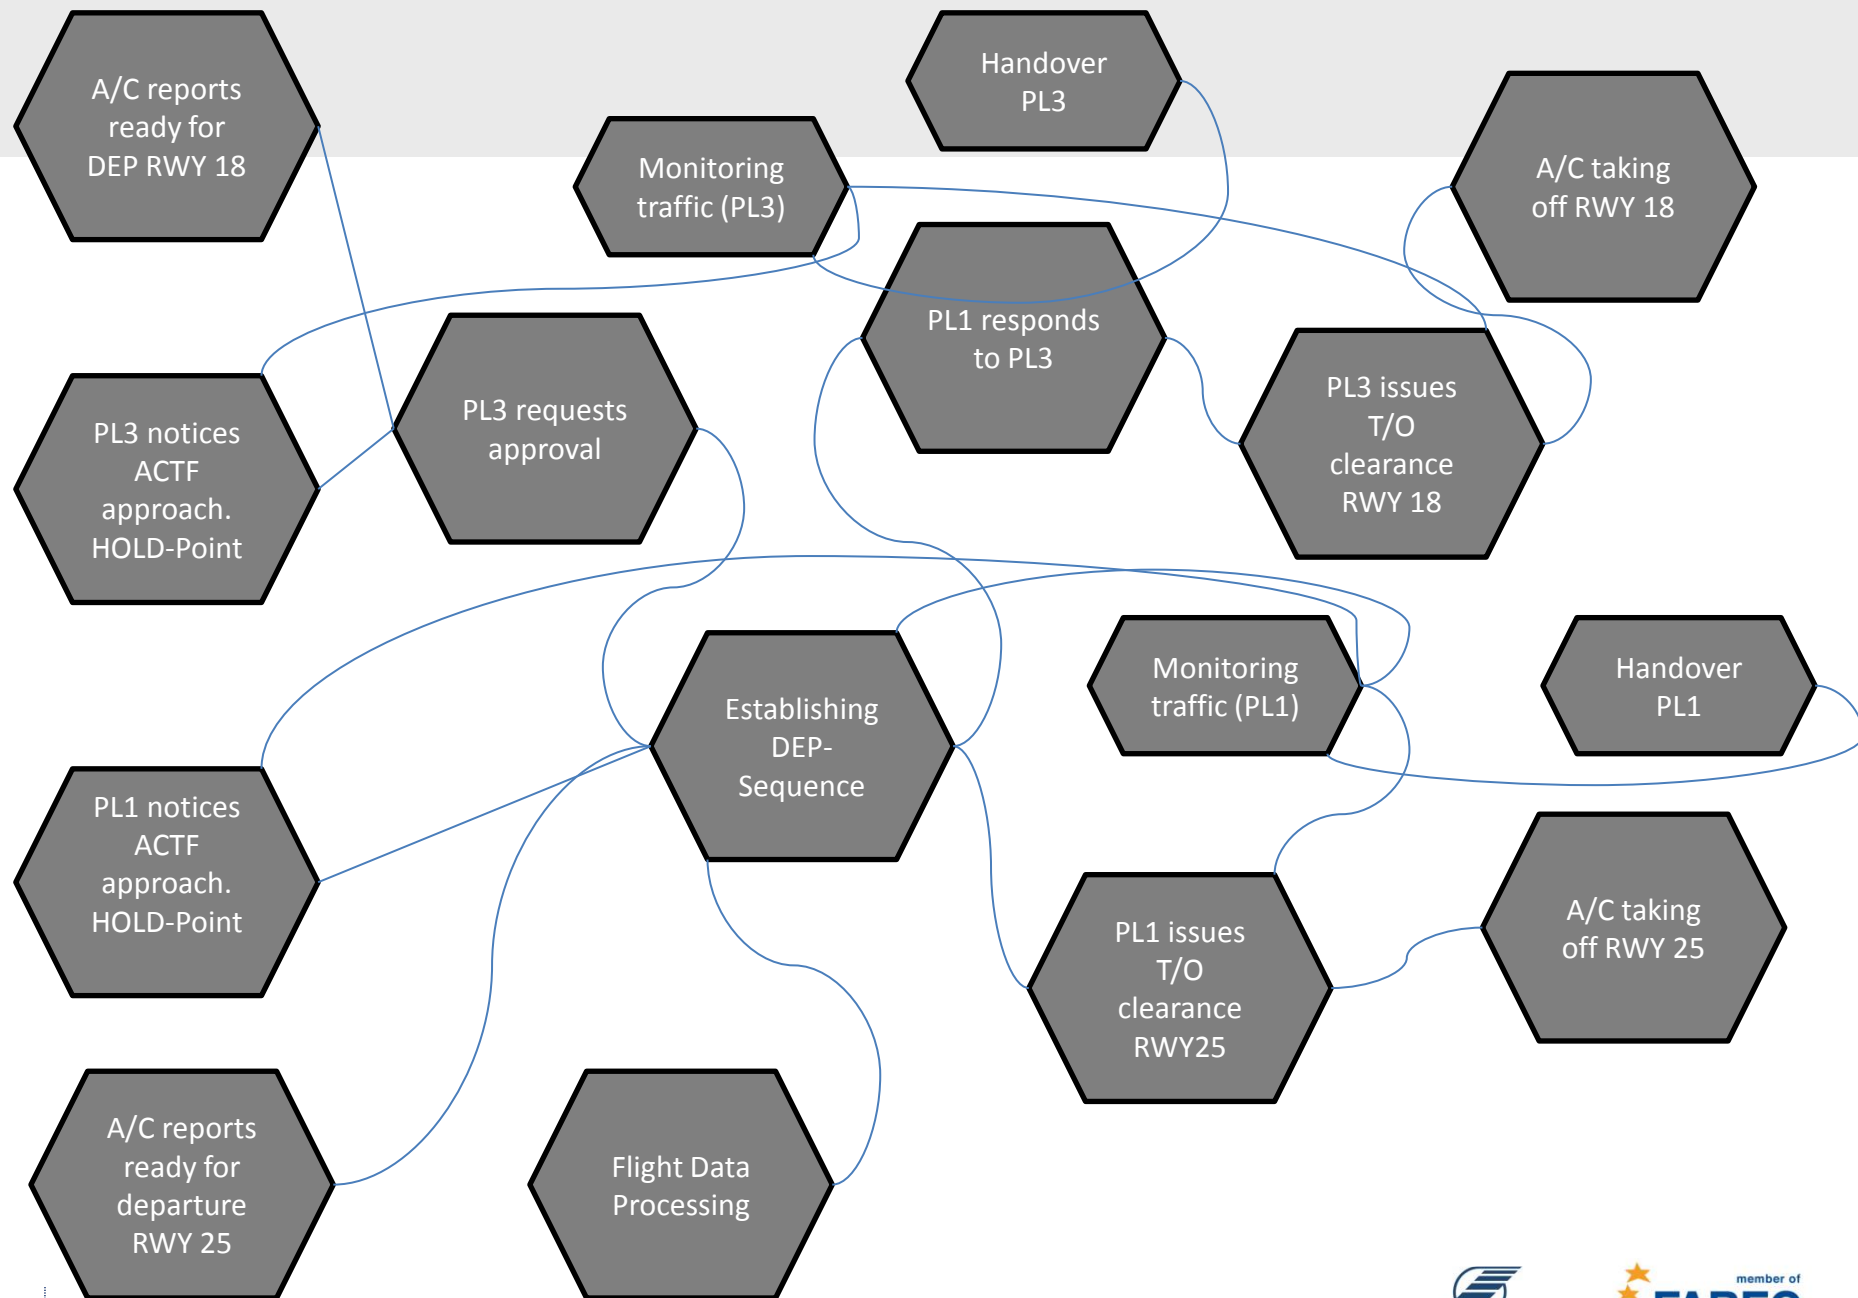 A/C reports
ready for
DEP RWY 18
Handover
PL3
Monitoring
traffic (PL3)
A/C taking
off RWY 18
PL1 responds
to PL3
PL3 requests
approval
PL3 issues
T/O
clearance
RWY 18
PL3 notices
ACTF
approach.
HOLD-Point
Monitoring
traffic (PL1)
Handover
PL1
Establishing
DEP-
Sequence
PL1 notices
ACTF
approach.
HOLD-Point
PL1 issues
T/O
clearance
RWY25
A/C taking
off RWY 25
A/C reports
ready for
departure
RWY 25
Flight Data
Processing
member of